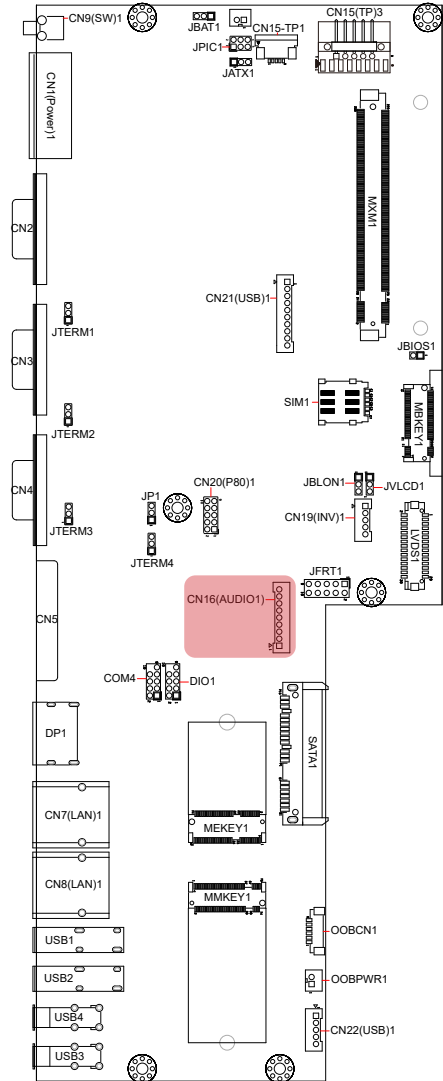 CN9(SW)1
JBAT1
CN15-TP1
CN15(TP)3
JPIC1
JATX1
CN1(Power)1
MXM1
CN2
CN21(USB)1
JTERM1
JBIOS1
CN3
SIM1
MBKEY1
JTERM2
CN20(P80)1
JBLON1
JVLCD1
CN4
JP1
CN19(INV)1
JTERM3
LVDS1
JTERM4
JFRT1
CN16(AUDIO1)
CN5
COM4
DIO1
DP1
SATA1
CN7(LAN)1
MEKEY1
CN8(LAN)1
MMKEY1
USB1
OOBCN1
USB2
OOBPWR1
USB4
CN22(USB)1
USB3